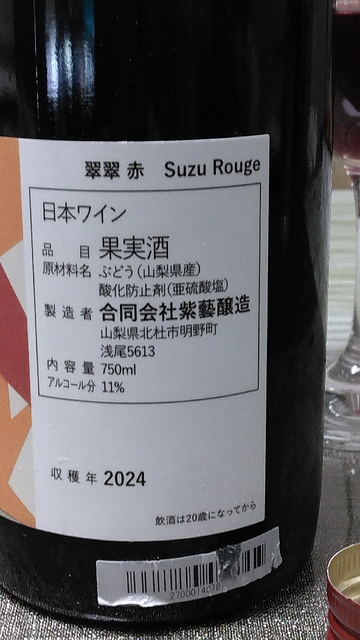 翠翠 赤 Suzu Rouge
日本ワイン
品目 果実酒
原材料名 ぶどう(山梨県産)
酸化防止剤(亜硫酸塩)
製造者 合同会社紫藝醸造
山梨県北杜市明野町
浅尾5613
内容量 750ml
アルコール分 11%
収穫年 2024
飲酒は20歳になってから